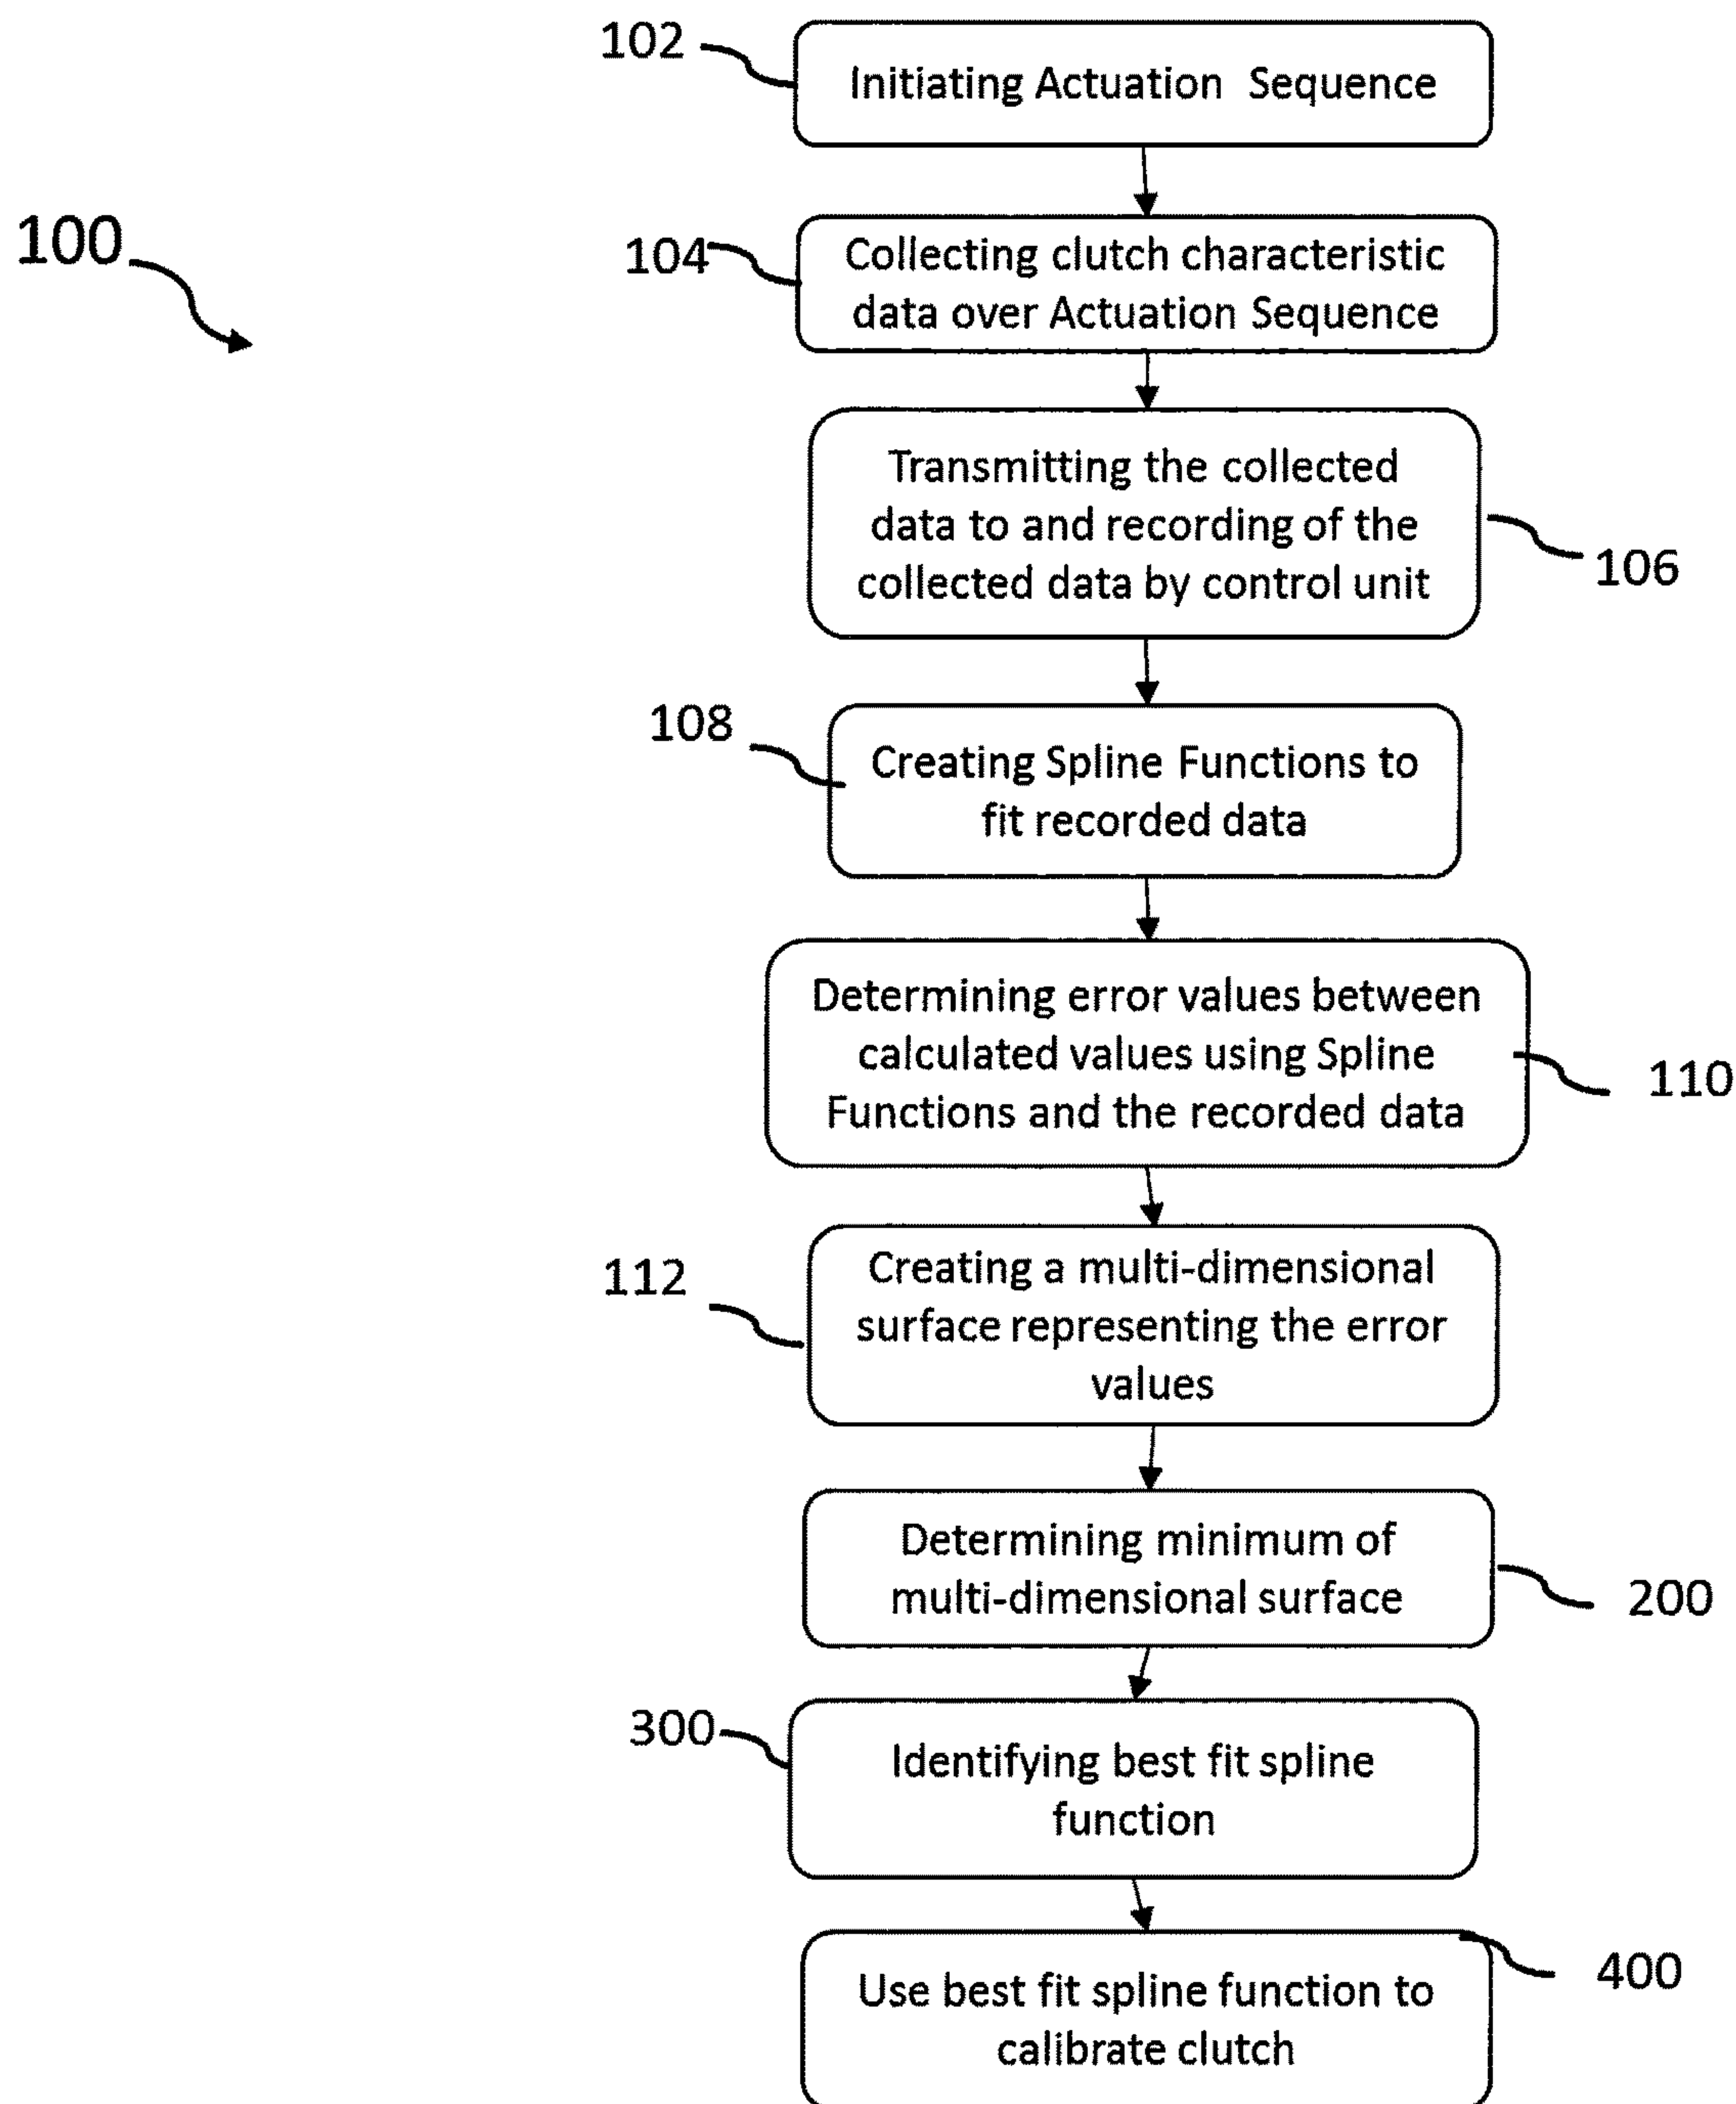 102
Initiating Actuation Sequence
100
104
Collecting clutch characteristic
data over Actuation Sequence
Transmitting the collected
data to and recording of the
collected data by control unit
106
108
Creating Spline Functions to
fit recorded data
Determining error values between
calculated values using Spline
Functions and the recorded data
110
112
Creating a multi-dimensional
surface representing the error
values
Determining minimum of
multi-dimensional surface
200
300
Identifying best fit spline
function
400
Use best fit spline function to
calibrate clutch